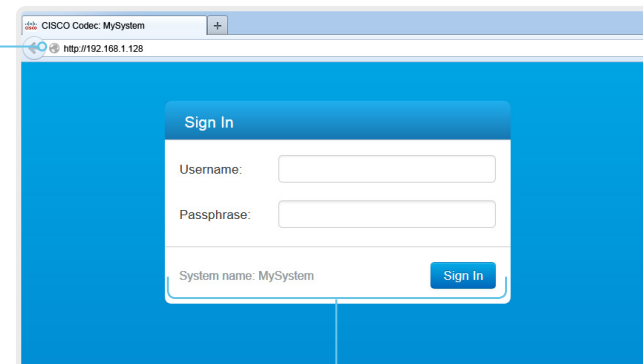 CISCO Codec: MySystem
+
http://192.168.1.128
Sign In
Username:
Passphrase:
System name: MySystem
Sign In